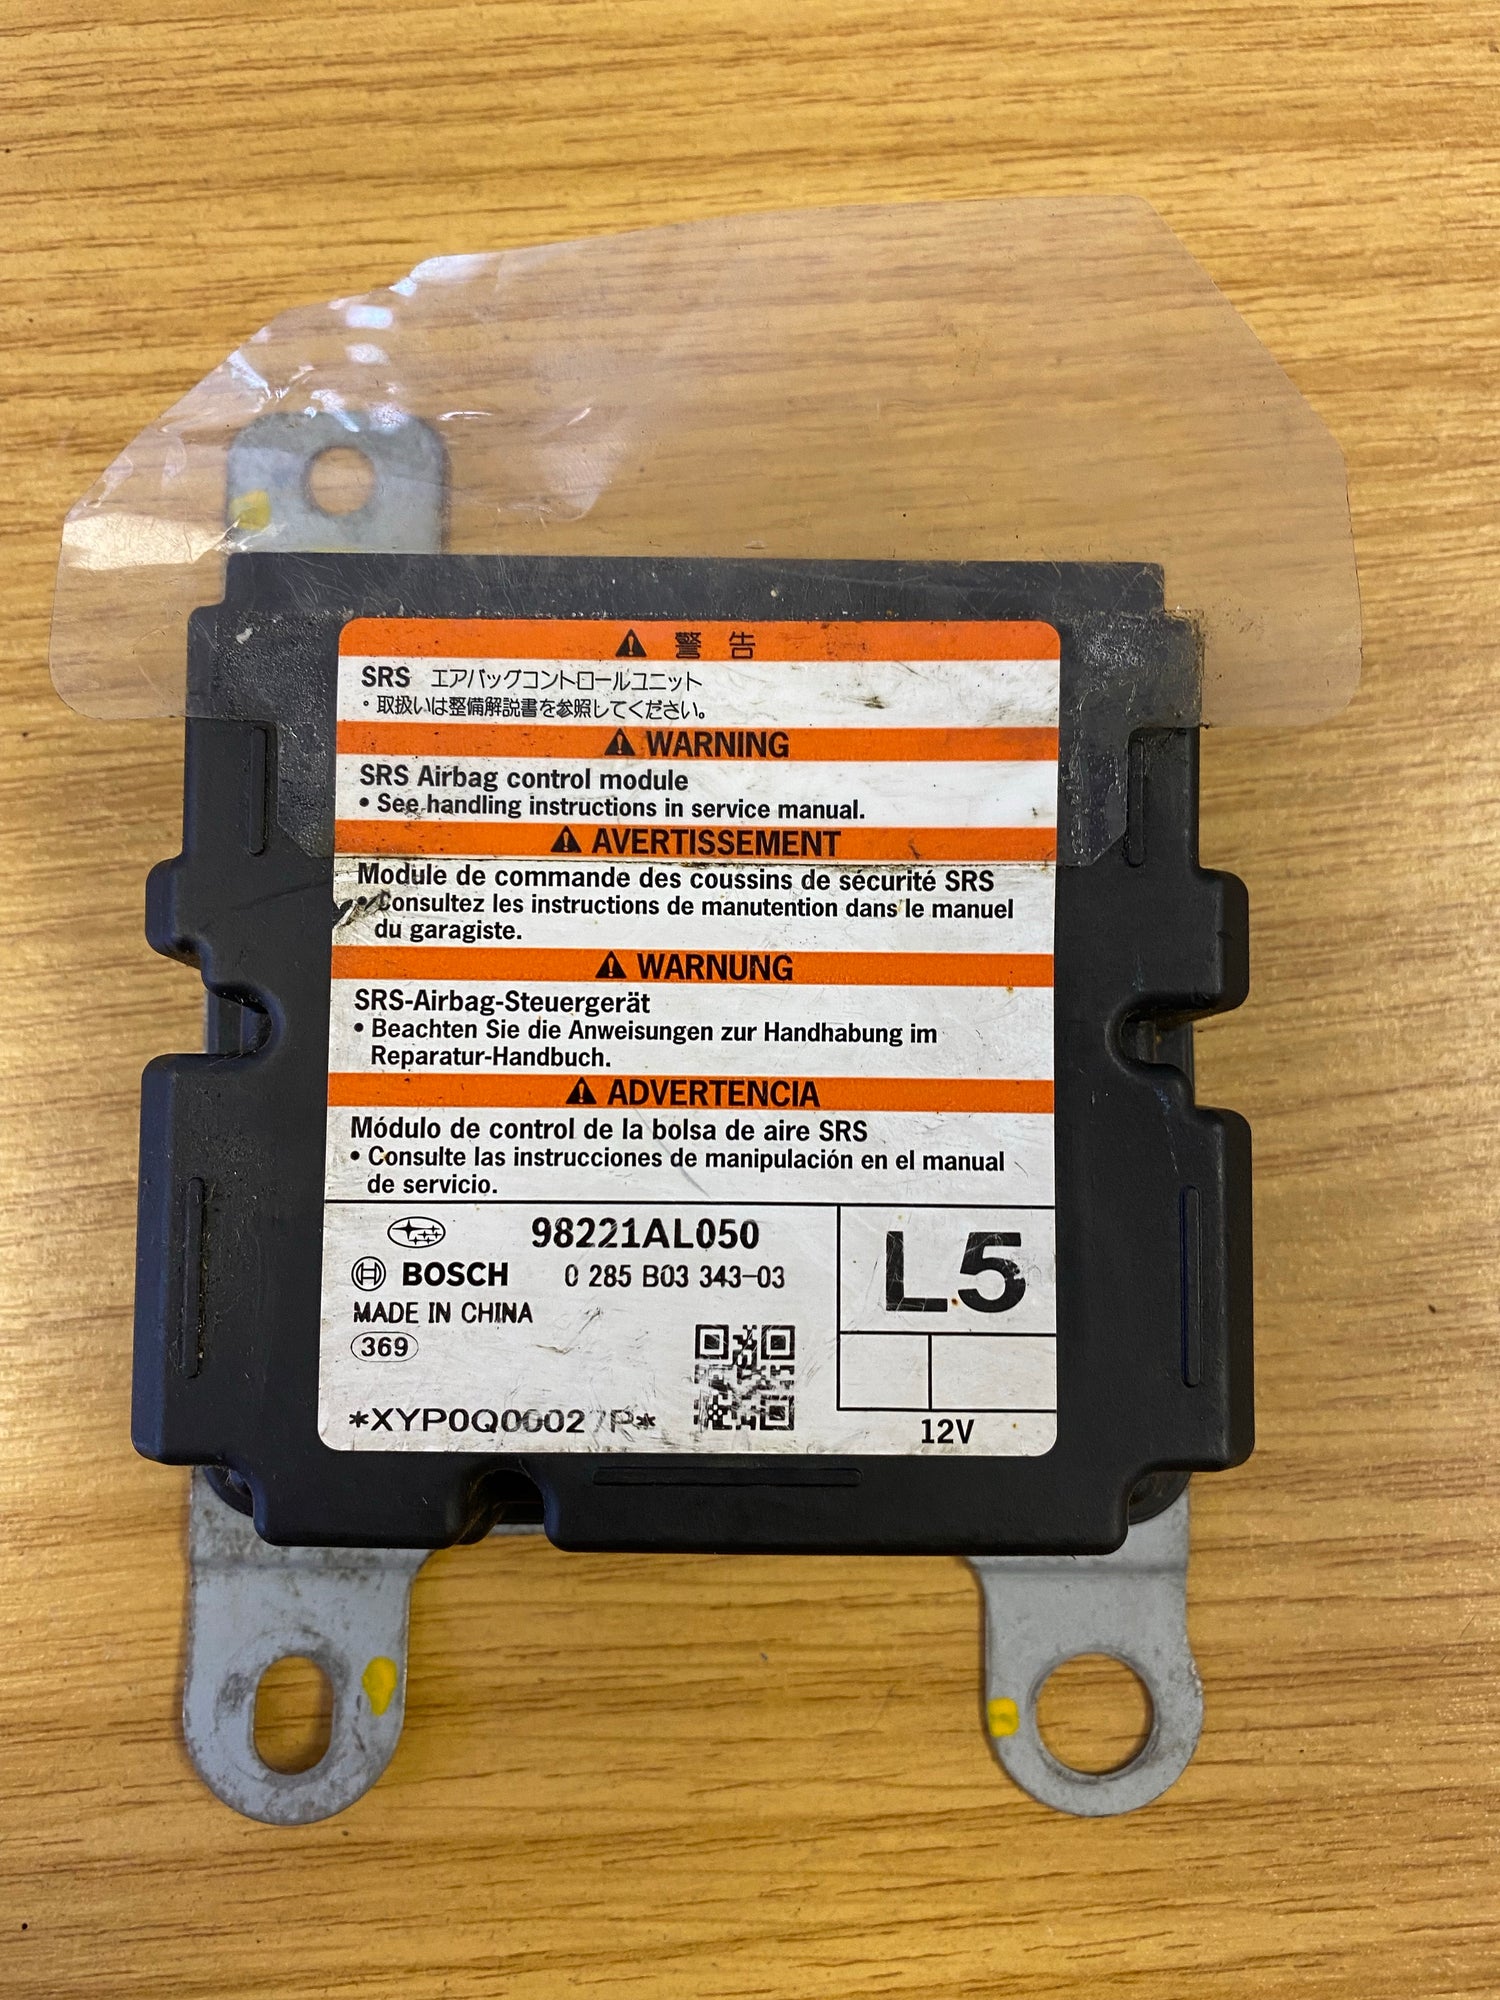 警告
SRS エアバッグコントロールユニット
・取扱いは整備解説書を参照してください。
WARNING
SRS Airbag control module
• See handling instructions in service manual.
AVERTISSEMENT
Module de commande des coussins de sécurité SRS
• Consultez les instructions de manutention dans le manuel
du garagiste.
WARNUNG
SRS-Airbag-Steuergerät
• Beachten Sie die Anweisungen zur Handhabung im
Reparatur-Handbuch.
ADVERTENCIA
Módulo de control de la bolsa de aire SRS
• Consulte las instrucciones de manipulación en el manual
de servicio.
98221AL050
L5
BOSCH 0 285 B03 343-03
MADE IN CHINA
369
12V